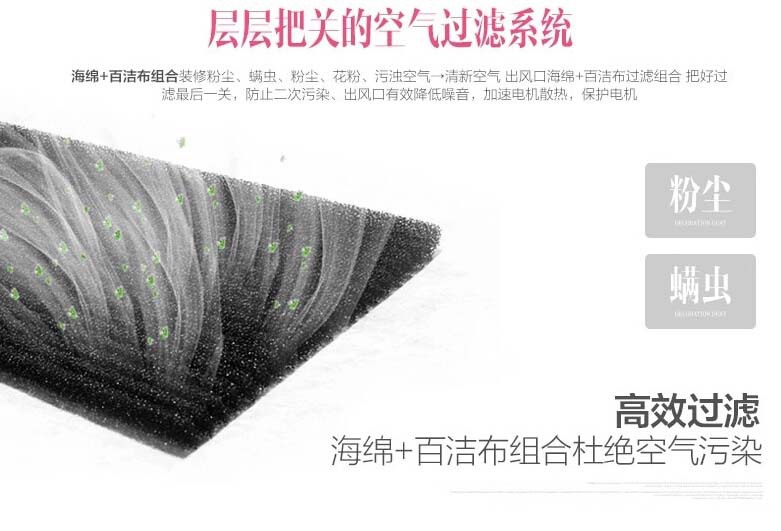 层层把关的空气过滤系统
海绵+百洁布组合装修粉尘、螨虫、粉尘、花粉、污浊空气→清新空气 出风口海绵+百洁布过滤组合 把好过
滤最后一关，防止二次污染、出风口有效降低噪音，加速电机散热，保护电机
粉尘
DECORATION DUST
螨虫
DECORATION DUST
高效过滤
海绵+百洁布组合杜绝空气污染